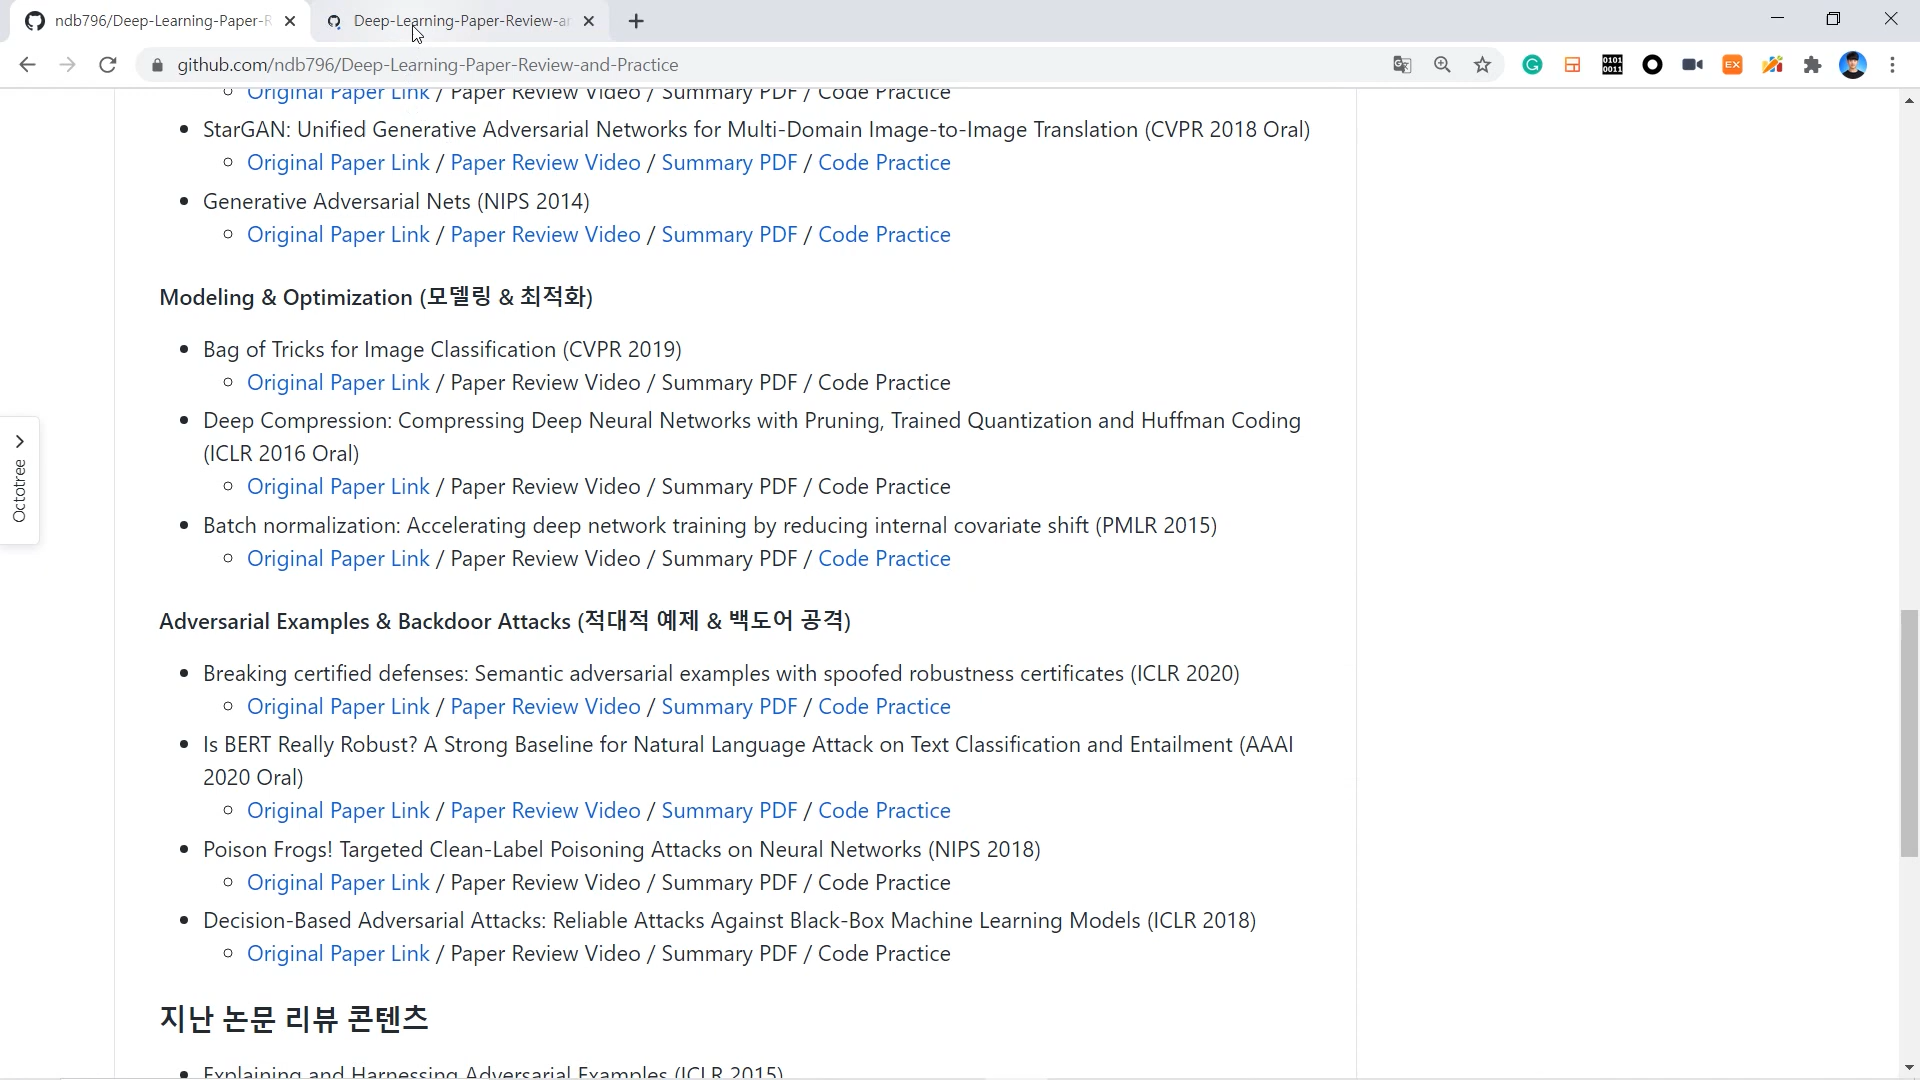 ndb796/Deep-Learning-Paper-R
Deep-Learning-Paper-Review-a
github.com/ndb796/Deep-Learning-Paper-Review-and-Practice
Original Paper Link / Paper Review Video / Summary PDF / Code Practice
StarGAN: Unified Generative Adversarial Networks for Multi-Domain Image-to-Image Translation (CVPR 2018 Oral)
Original Paper Link / Paper Review Video / Summary PDF / Code Practice
Generative Adversarial Nets (NIPS 2014)
Original Paper Link / Paper Review Video / Summary PDF / Code Practice
Modeling & Optimization (모델링 & 최적화)
Bag of Tricks for Image Classification (CVPR 2019)
Original Paper Link / Paper Review Video / Summary PDF / Code Practice
Deep Compression: Compressing Deep Neural Networks with Pruning, Trained Quantization and Huffman Coding
(ICLR 2016 Oral)
Original Paper Link / Paper Review Video / Summary PDF / Code Practice
Batch normalization: Accelerating deep network training by reducing internal covariate shift (PMLR 2015)
Original Paper Link / Paper Review Video / Summary PDF / Code Practice
Octotree
Adversarial Examples & Backdoor Attacks (적대적 예제 & 백도어 공격)
Breaking certified defenses: Semantic adversarial examples with spoofed robustness certificates (ICLR 2020)
Original Paper Link / Paper Review Video / Summary PDF / Code Practice
Is BERT Really Robust? A Strong Baseline for Natural Language Attack on Text Classification and Entailment (AAAI
2020 Oral)
Original Paper Link / Paper Review Video / Summary PDF / Code Practice
Poison Frogs! Targeted Clean-Label Poisoning Attacks on Neural Networks (NIPS 2018)
Original Paper Link / Paper Review Video / Summary PDF / Code Practice
Decision-Based Adversarial Attacks: Reliable Attacks Against Black-Box Machine Learning Models (ICLR 2018)
Original Paper Link / Paper Review Video / Summary PDF / Code Practice
지난 논문 리뷰 콘텐츠
Explaining and Harnessing Adversarial Examples (ICLR 2015)